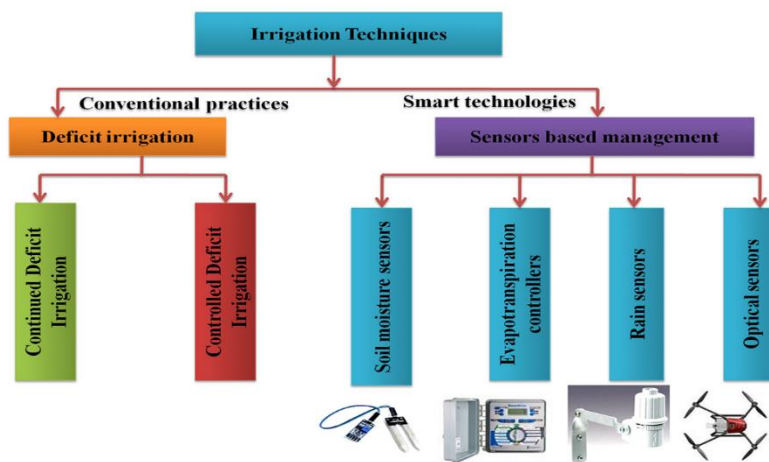 Irrigation Techniques
Conventional practices
Smart technologies
Deficit irrigation
Sensors based management
Continued Deficit
Irrigation
Controlled Deficit
Irrigation
Soil moisture sensors
Evapotranspiration
controllers
Rain sensors
Optical sensors